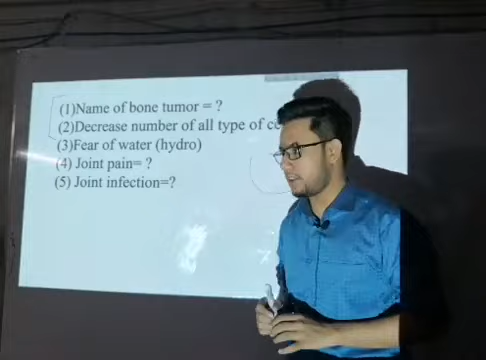 (1)Name of bone tumor = ?
(2)Decrease number of all type of
(3)Fear of water (hydro)
(4) Joint pain= ?
(5) Joint infection=?